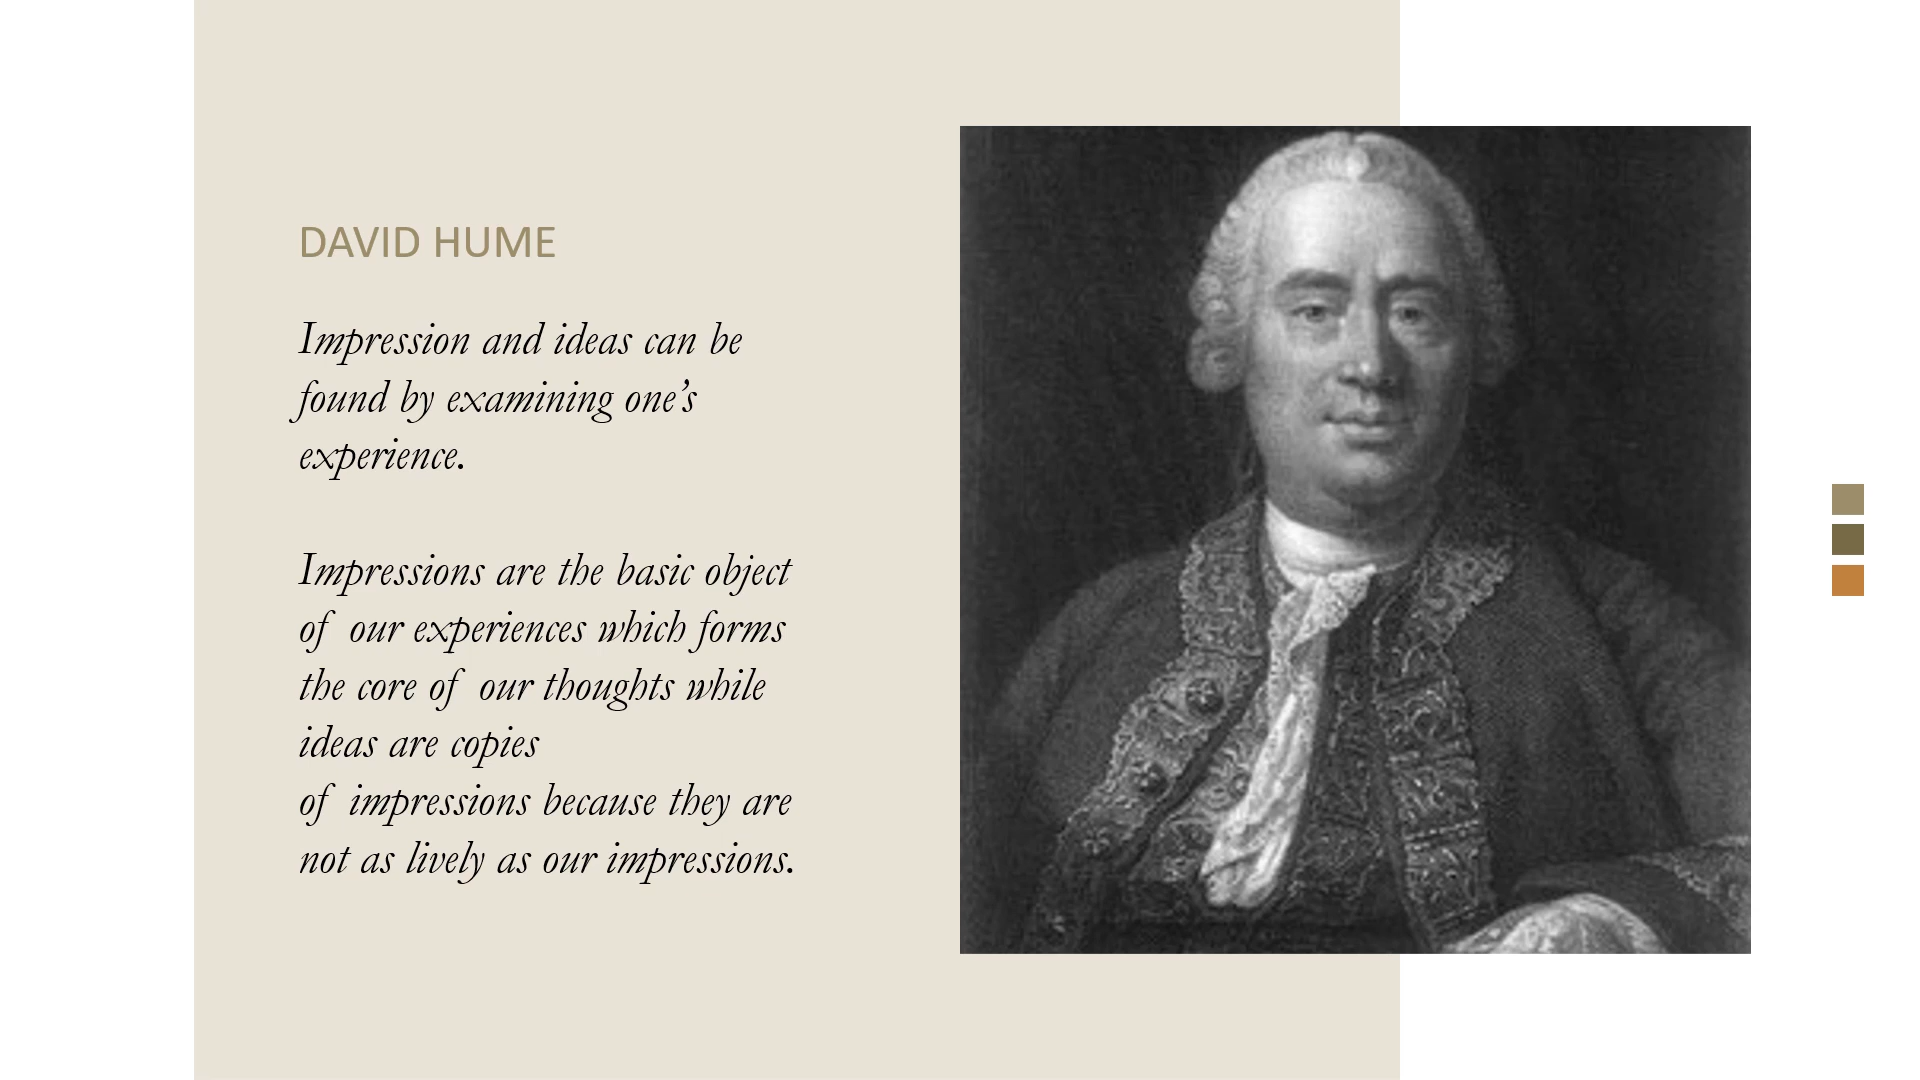 DAVID HUME
Impression and ideas can be
found by examining one’s
experience.
Impressions are the basic object
of our experiences which forms
the core of our thoughts while
ideas are copies
of impressions because they are
not as lively as our impressions.